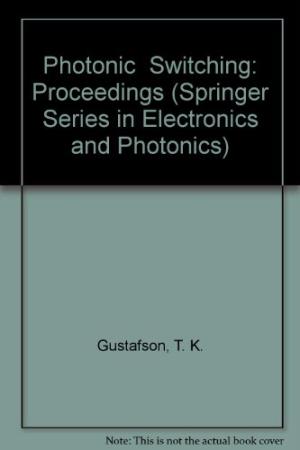 Photonic  Switching:
Proceedings (Springer
Series in Electronics
and Photonics)
Gustafson, T. K.
Note: This is not the actual book cover